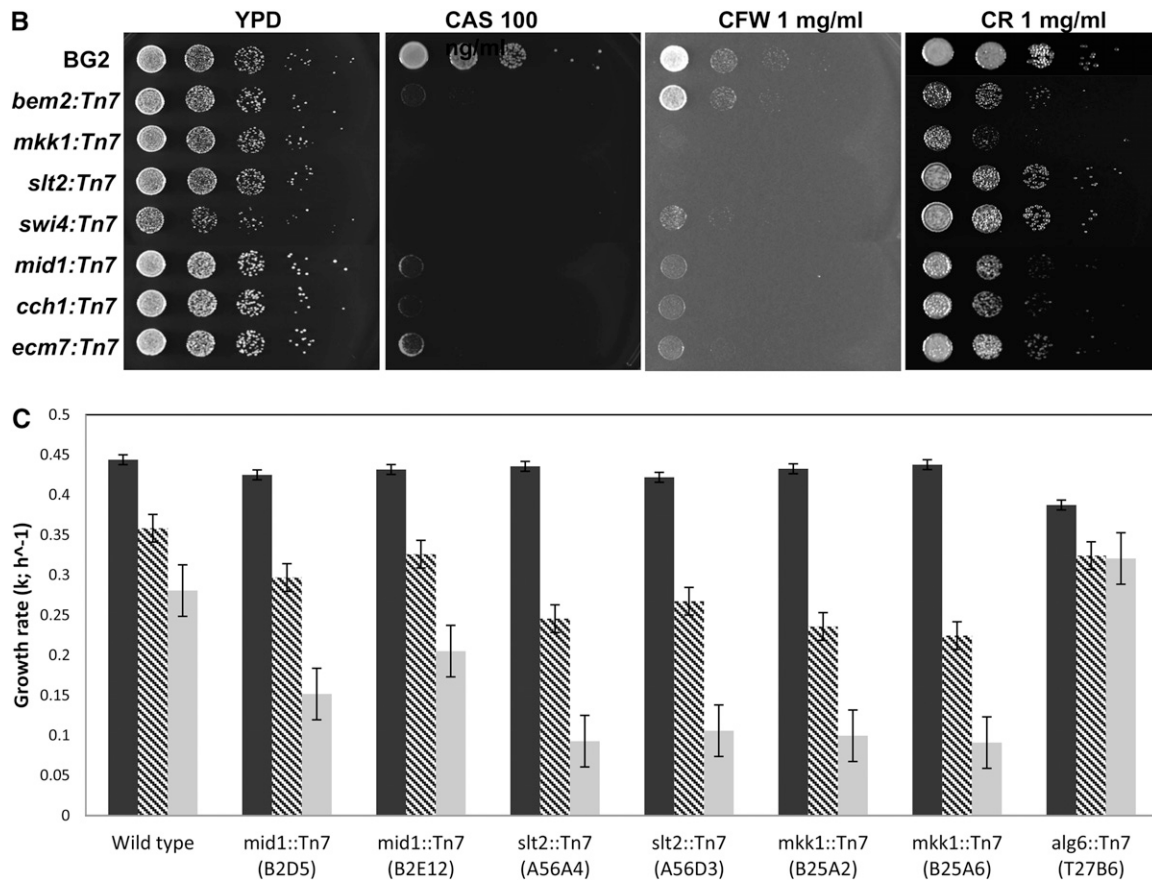 B YPD CAS 100 CFW 1 mg/ml CR 1 mg/ml
ng/ml
BG2
bem2:Tn7
mkk1:Tn7
slt2:Tn7
swi4:Tn7
mid1:Tn7
cch1:Tn7
ecm7:Tn7
C
Growth rate (k; h^-1)
0.5
0.45
0.4
0.35
0.3
0.25
0.2
0.15
0.1
0.05
0
Wild type mid1::Tn7 mid1::Tn7 slt2::Tn7 slt2::Tn7 mkk1::Tn7 mkk1::Tn7 alg6::Tn7
(B2D5) (B2E12) (A56A4) (A56D3) (B25A2) (B25A6) (T27B6)